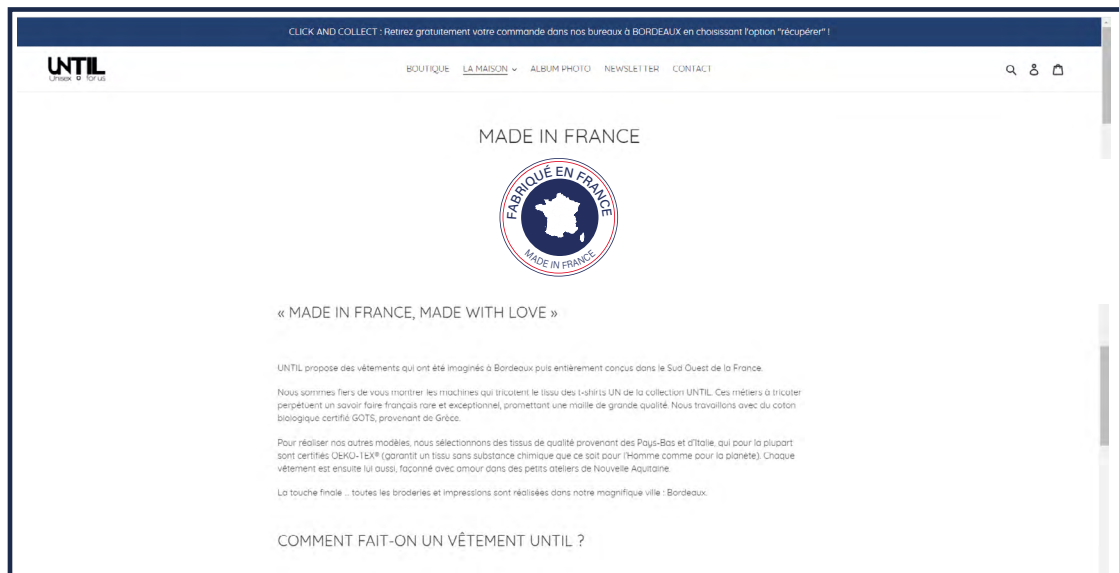 CLICK AND COLLECT : Retirez gratuitement votre commande dans nos bureaux à BORDEAUX en choisissant l'option "récupérer" !
UNTIL
Unisex for us
BOUTIQUE LA MAISON ALBUM PHOTO NEWSLETTER CONTACT
MADE IN FRANCE
FABRIQUÉ EN FRANCE
MADE IN FRANCE
« MADE IN FRANCE, MADE WITH LOVE »
UNTIL propose des vêtements qui ont été imaginés à Bordeaux puis entièrement conçus dans le Sud Ouest de la France.
Nous sommes fiers de vous montrer les machines qui tricotent le tissu des t-shirts UN de la collection UNTIL. Ces métiers à tricoter
perpétuent un savoir faire français rare et exceptionnel, promettant une maille de grande qualité. Nous travaillons avec du coton
biologique certifié GOTS, provenant de Grèce.
Pour réaliser nos autres modèles, nous sélectionnons des tissus de qualité provenant des Pays-Bas et d'Italie, qui pour la plupart
sont certifiés OEKO-TEX® (garantit un tissu sans substance chimique que ce soit pour l'Homme comme pour la planète). Chaque
vêtement est ensuite lui aussi, façonné avec amour dans des petits ateliers de Nouvelle Aquitaine.
La touche finale ... toutes les broderies et impressions sont réalisées dans notre magnifique ville : Bordeaux.
COMMENT FAIT-ON UN VÊTEMENT UNTIL ?